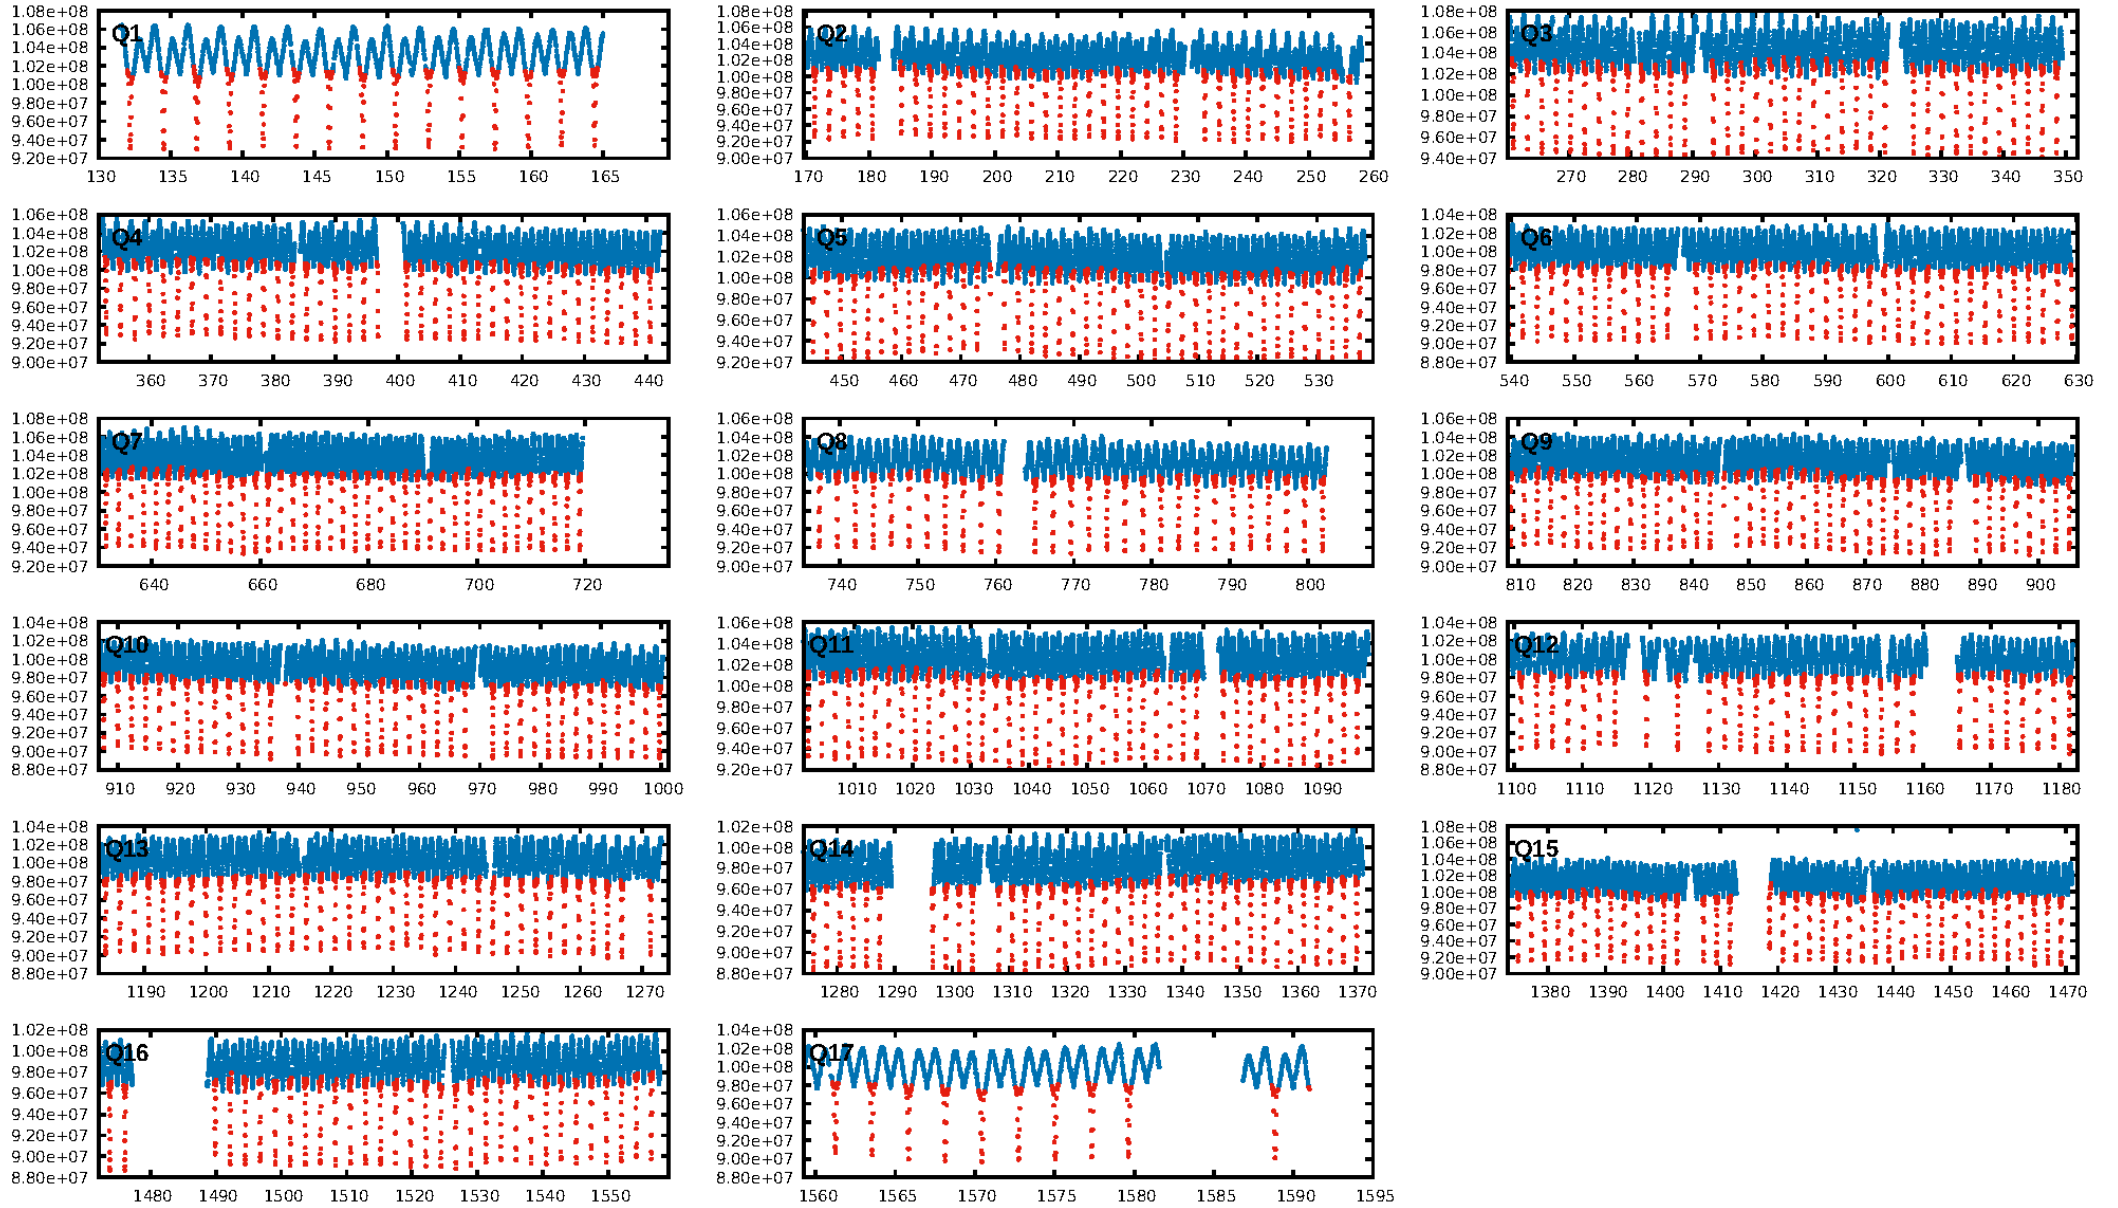 1.08e+08 1.06e+08 1.04e+08 1.02e+08 1.00e+08 9.80e+07 9.60e+07 9.40e+07 9.20e+07
Q1
130 135 140 145 150 155 160 165
1.08e+08 1.06e+08 1.04e+08 1.02e+08 1.00e+08 9.80e+07 9.60e+07 9.40e+07 9.20e+07 9.00e+07
Q2
170 180 190 200 210 220 230 240 250 260
1.08e+08 1.06e+08 1.04e+08 1.02e+08 1.00e+08 9.80e+07 9.60e+07 9.40e+07
Q3
270 280 290 300 310 320 330 340 350
1.06e+08 1.04e+08 1.02e+08 1.00e+08 9.80e+07 9.60e+07 9.40e+07 9.20e+07 9.00e+07
Q4
360 370 380 390 400 410 420 430 440
1.06e+08 1.04e+08 1.02e+08 1.00e+08 9.80e+07 9.60e+07 9.40e+07 9.20e+07
Q5
450 460 470 480 490 500 510 520 530
1.04e+08 1.02e+08 1.00e+08 9.80e+07 9.60e+07 9.40e+07 9.20e+07 9.00e+07 8.80e+07
Q6
540 550 560 570 580 590 600 610 620 630
1.08e+08 1.06e+08 1.04e+08 1.02e+08 1.00e+08 9.80e+07 9.60e+07 9.40e+07 9.20e+07
Q7
640 660 680 700 720
1.06e+08 1.04e+08 1.02e+08 1.00e+08 9.80e+07 9.60e+07 9.40e+07 9.20e+07 9.00e+07
Q8
740 750 760 770 780 790 800
1.06e+08 1.04e+08 1.02e+08 1.00e+08 9.80e+07 9.60e+07 9.40e+07 9.20e+07 9.00e+07
Q9
810 820 830 840 850 860 870 880 890 900
1.04e+08 1.02e+08 1.00e+08 9.80e+07 9.60e+07 9.40e+07 9.20e+07 9.00e+07 8.80e+07
Q10
910 920 930 940 950 960 970 980 990 1000
1.06e+08 1.04e+08 1.02e+08 1.00e+08 9.80e+07 9.60e+07 9.40e+07 9.20e+07
Q11
1010 1020 1030 1040 1050 1060 1070 1080 1090
1.04e+08 1.02e+08 1.00e+08 9.80e+07 9.60e+07 9.40e+07 9.20e+07 9.00e+07 8.80e+07
Q12
1100 1110 1120 1130 1140 1150 1160 1170 1180
1.04e+08 1.02e+08 1.00e+08 9.80e+07 9.60e+07 9.40e+07 9.20e+07 9.00e+07 8.80e+07
Q13
1190 1200 1210 1220 1230 1240 1250 1260 1270
1.02e+08 1.00e+08 9.80e+07 9.60e+07 9.40e+07 9.20e+07 9.00e+07 8.80e+07
Q14
1280 1290 1300 1310 1320 1330 1340 1350 1360 1370
1.08e+08 1.06e+08 1.04e+08 1.02e+08 1.00e+08 9.80e+07 9.60e+07 9.40e+07 9.20e+07 9.00e+07
Q15
1380 1390 1400 1410 1420 1430 1440 1450 1460 1470
1.02e+08 1.00e+08 9.80e+07 9.60e+07 9.40e+07 9.20e+07 9.00e+07 8.80e+07
Q16
1480 1490 1500 1510 1520 1530 1540 1550
1.04e+08 1.02e+08 1.00e+08 9.80e+07 9.60e+07 9.40e+07 9.20e+07 9.00e+07 8.80e+07
Q17
1560 1565 1570 1575 1580 1585 1590 1595